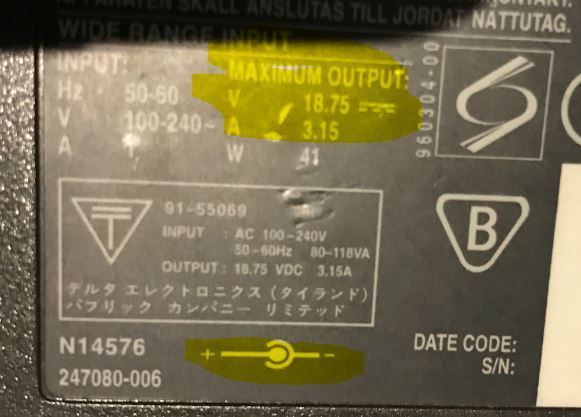 APPARATEN SKALL ANSLUTAS TILL JORDAT NÄTTUTAG.
WIDE RANGE INPUT
INPUT:
Hz 50-60
V 100-240~
A
MAXIMUM OUTPUT:
V 18.75
A 3.15
W 41
960304-00
91-55069
INPUT : AC 100-240V
50-60Hz 80-118VA
OUTPUT : 18.75 VDC 3.15A
デルタ エレクトロニクス (タイランド)
パブリック カンパニー リミテッド
B
N14576
247080-006
+ -
DATE CODE:
S/N: